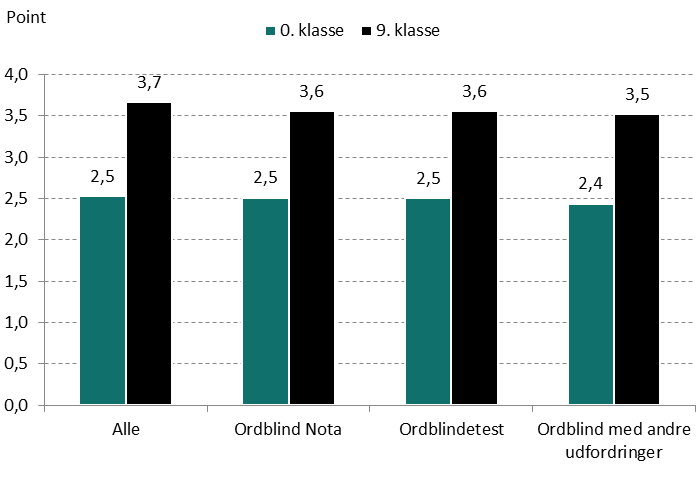 Point
0. klasse 9. klasse
4,0
3,5
3,0
2,5
2,0
1,5
1,0
0,5
0,0
2,5 3,7 2,5 3,6 2,5 3,6 2,4 3,5
Alle Ordblind Nota Ordblindetest Ordblind med andre
udfordringer